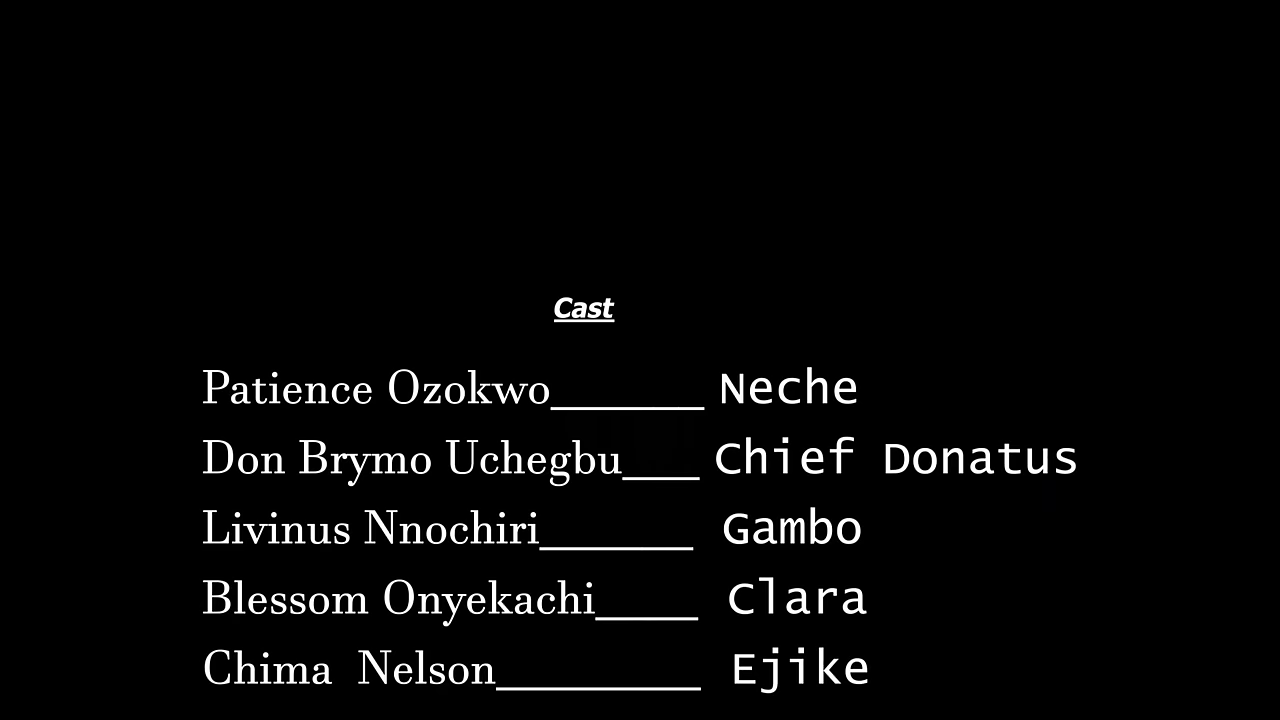 Cast
Patience Ozokwo______ Neche
Don Brymo Uchegbu___ Chief Donatus
Livinus Nnochiri______ Gambo
Blessom Onyekachi____ Clara
Chima  Nelson________ Ejike